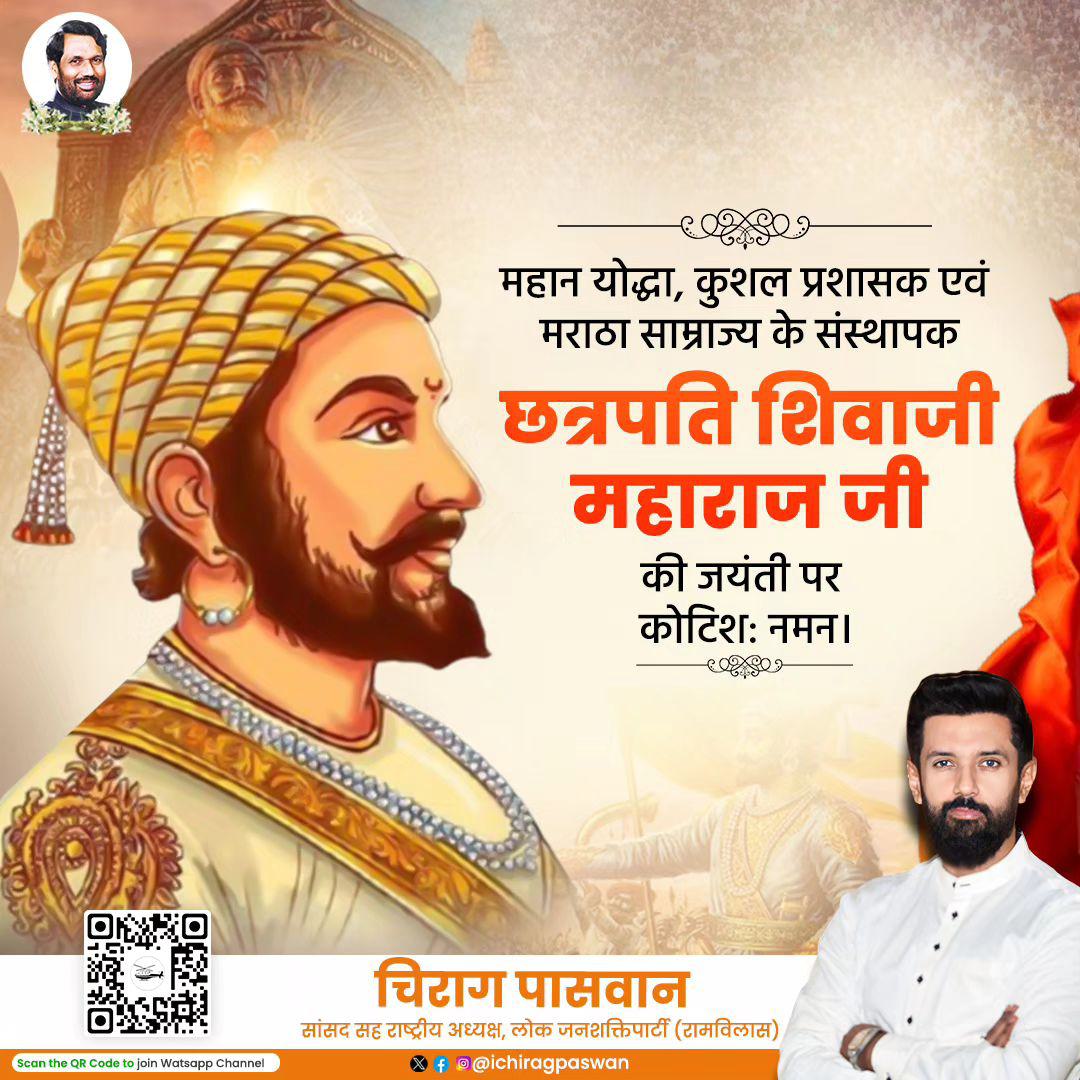 महान योद्धा, कुशल प्रशासक एवं
मराठा साम्राज्य के संस्थापक
छत्रपति शिवाजी
महाराज जी
की जयंती पर
कोटिश: नमन।
चिराग पासवान
सांसद सह राष्ट्रीय अध्यक्ष, लोक जनशक्तिपार्टी (रामविलास)
Scan the QR Code to join Watsapp Channel
@ichiragpaswan